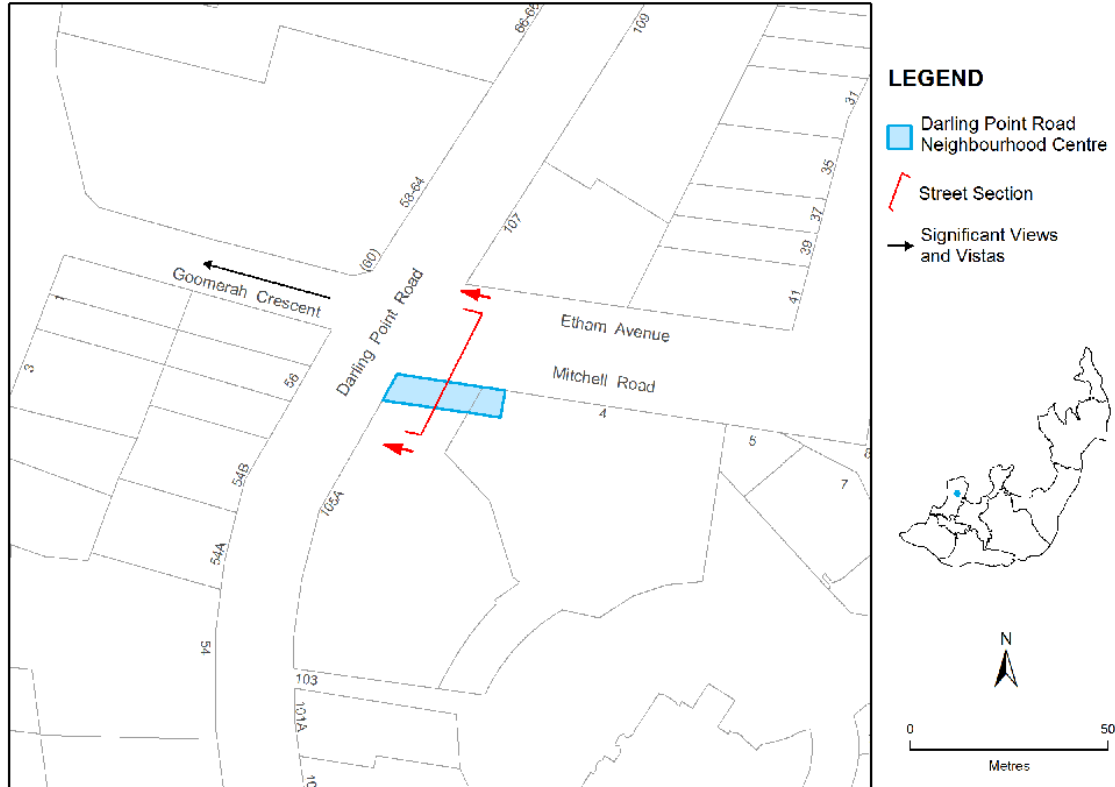 66-66
109
31
35
37
39
41
58-64
(60)
107
Goomerah Crescent
Darling Point Road
Etham Avenue
Mitchell Road
1
3
56
4
5
7
54B
105A
54A
54
103
101A
LEGEND
Darling Point Road
Neighbourhood Centre
Street Section
Significant Views
and Vistas
N
0 50
Metres